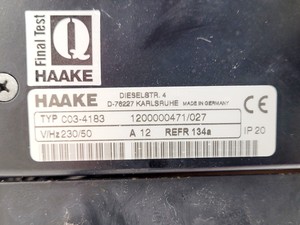 Final Test
Q
HAAKE
HAAKE
DIESELSTR. 4
D-76227 KARLSRUHE MADE IN GERMANY
CE
TYP 003-4183 1200000471/027
V/Hz 230/50 A 12 REFR 134a IP 20